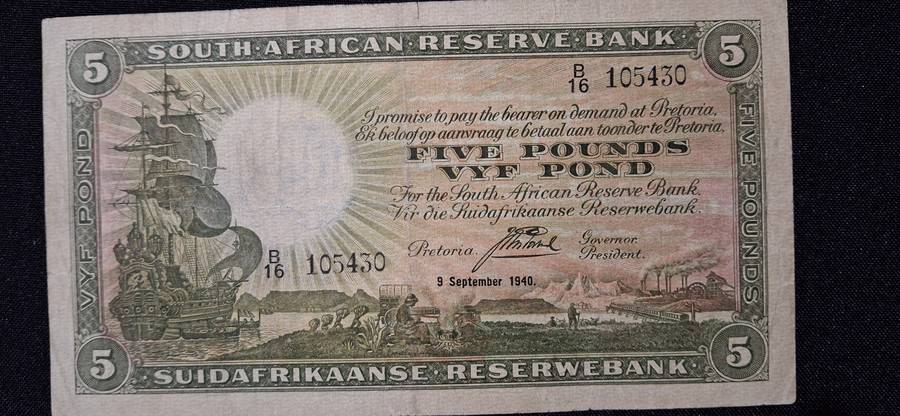 5 SOUTH·AFRICAN·RESERVE·BANK 5
B/16 105430
I promise to pay the bearer on demand at Pretoria,
Ek beloof op aanvraag te betaal aan toonder te Pretoria,
FIVE POUNDS
VYF POND
For the South African Reserve Bank.
Vir die Suidafrikaanse Reserwebank.
Pretoria. Governor.
President.
B/16 105430
9 September 1940.
VYF POND
FIVE POUNDS
5 SUIDAFRIKAANSE·RESERWEBANK· 5